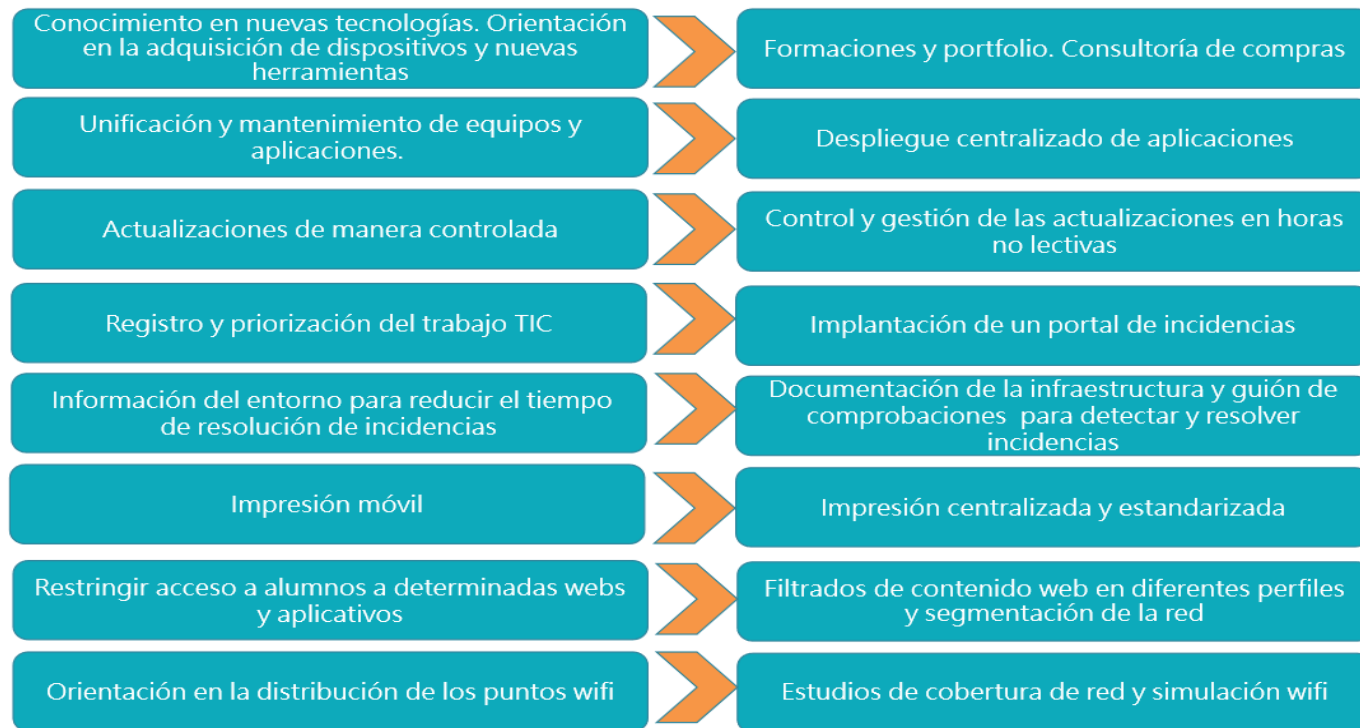 Conocimiento en nuevas tecnologías. Orientación
en la adquisición de dispositivos y nuevas
herramientas
Formaciones y portfolio. Consultoría de compras
Unificación y mantenimiento de equipos y
aplicaciones.
Despliegue centralizado de aplicaciones
Actualizaciones de manera controlada
Control y gestión de las actualizaciones en horas
no lectivas
Registro y priorización del trabajo TIC
Implantación de un portal de incidencias
Información del entorno para reducir el tiempo
de resolución de incidencias
Documentación de la infraestructura y guión de
comprobaciones  para detectar y resolver
incidencias
Impresión móvil
Impresión centralizada y estandarizada
Restringir acceso a alumnos a determinadas webs
y aplicativos
Filtrados de contenido web en diferentes perfiles
y segmentación de la red
Orientación en la distribución de los puntos wifi
Estudios de cobertura de red y simulación wifi